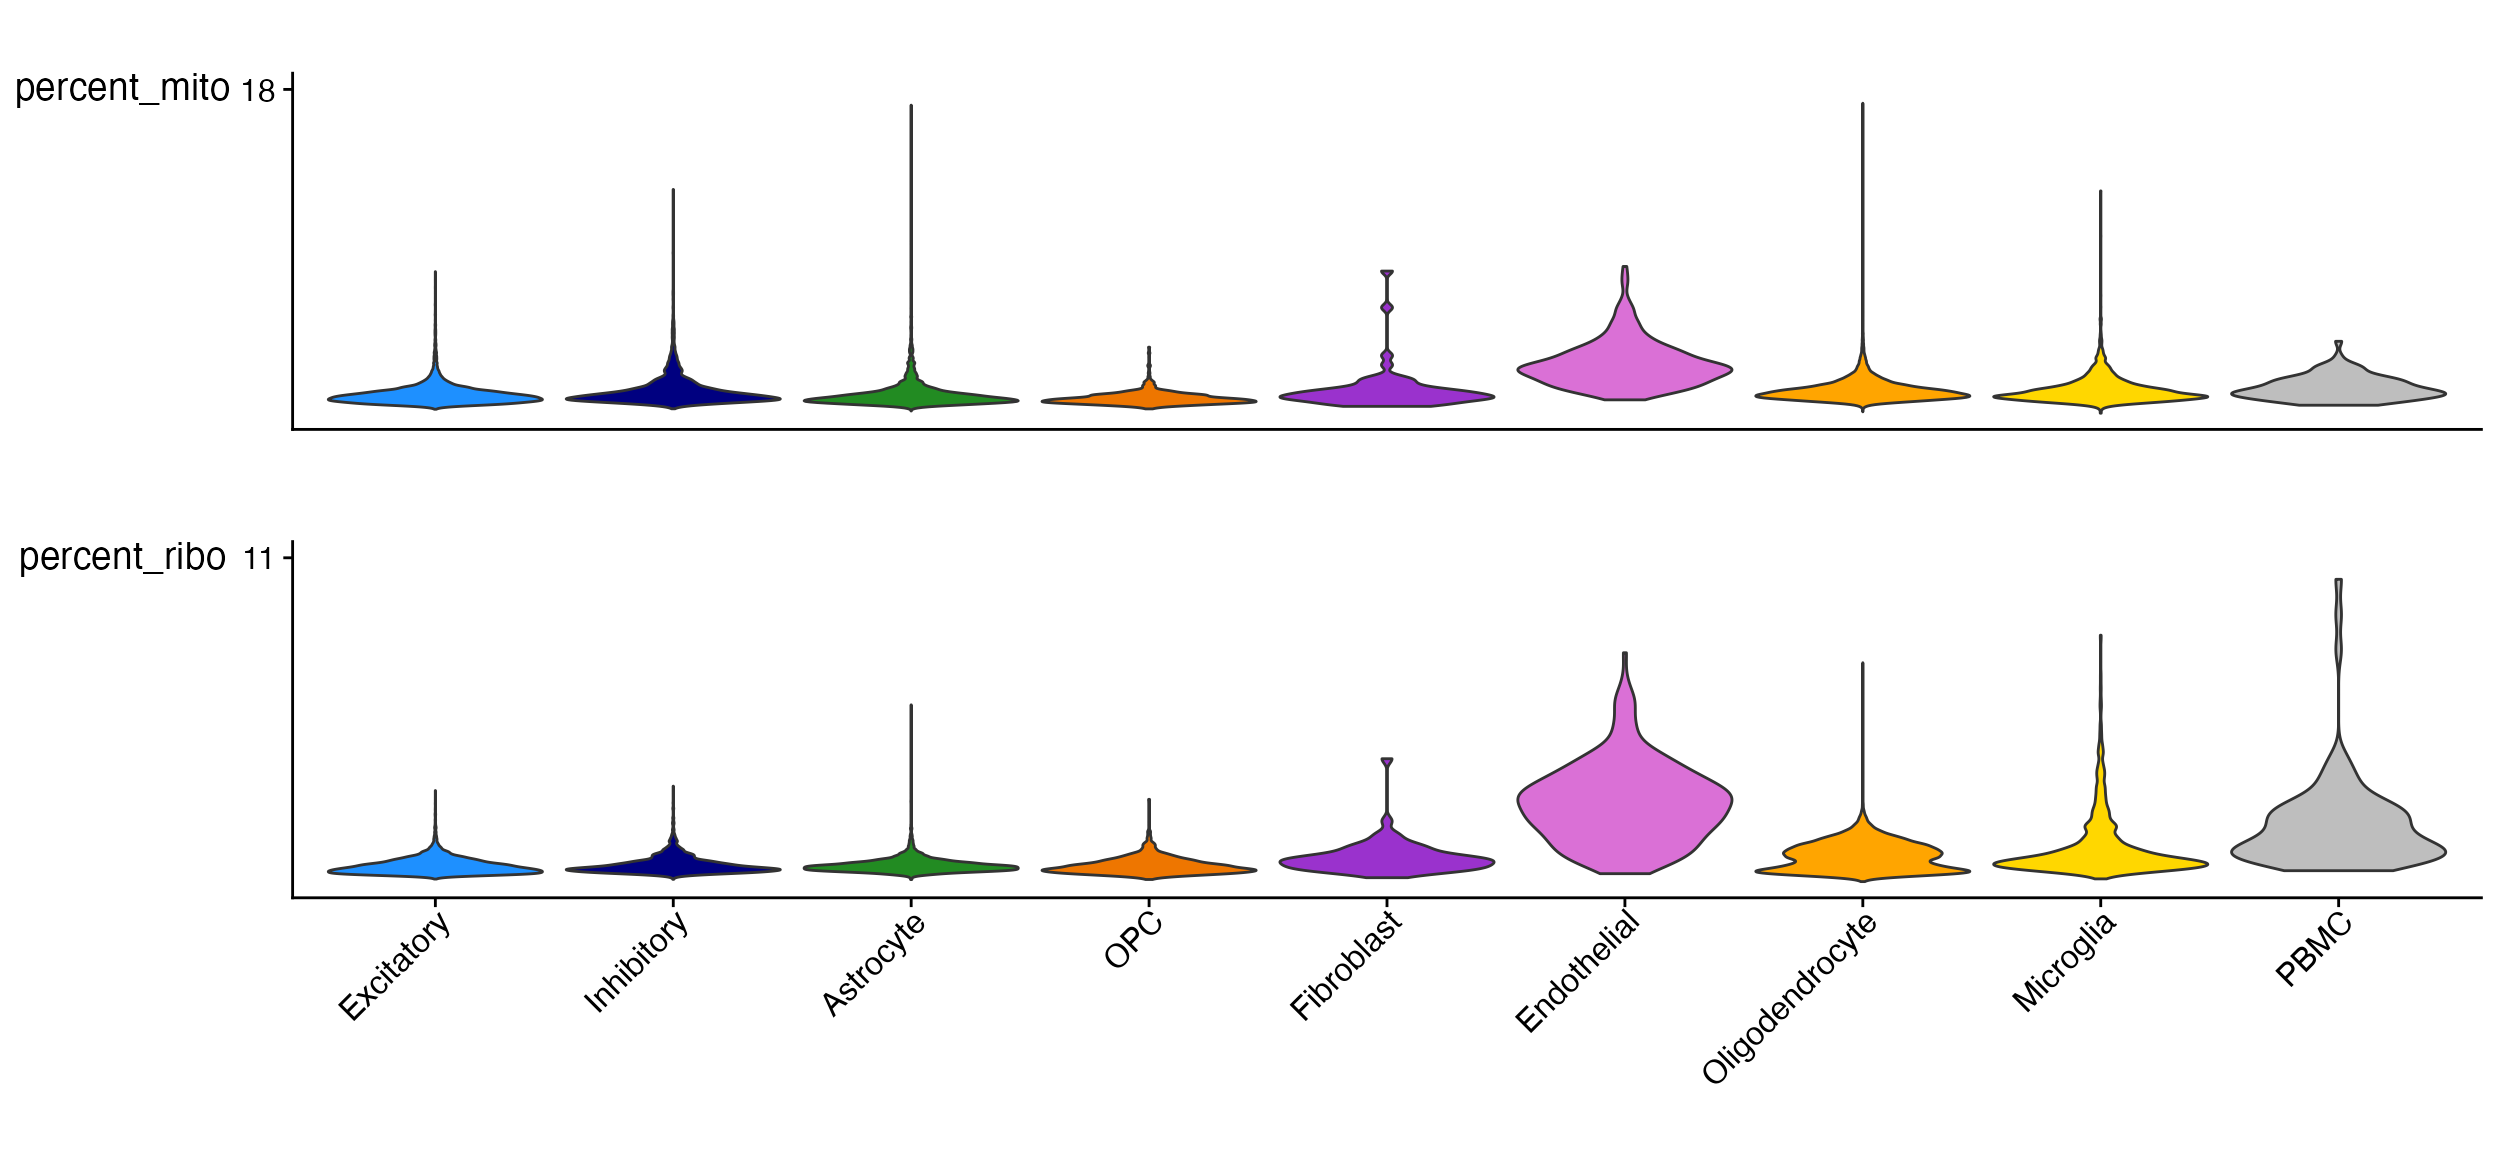 percent_mito 18
percent_ribo 11
Excitatory
Inhibitory
Astrocyte
OPC
Fibroblast
Endothelial
Oligodendrocyte
Microglia
PBMC